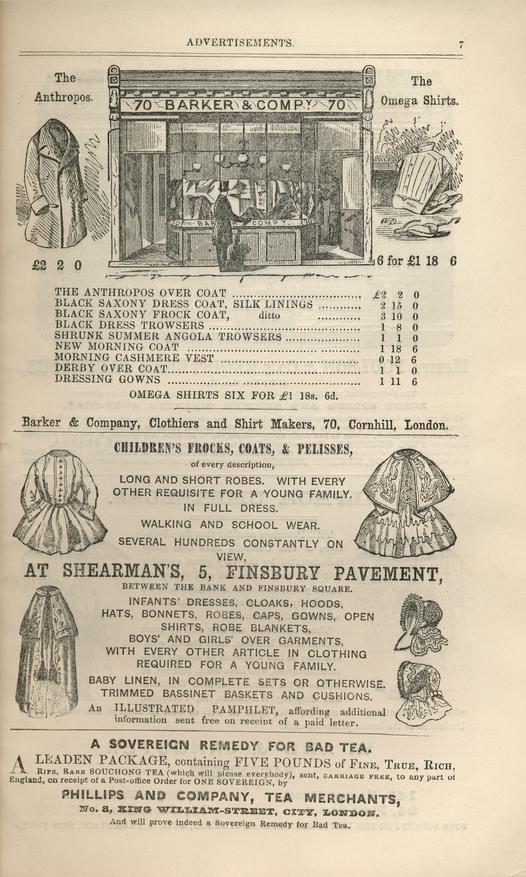 ADVERTISEMENTS. 7
The
Anthropos.
70 BARKER & COMPY 70
The
Omega Shirts.
BARKER & COMPY.
£2 2 0
6 for £1 18 6
THE ANTHROPOS OVER COAT ........ £2 2 0
BLACK SAXONY DRESS COAT, SILK LININGS ........ 2 15 0
BLACK SAXONY FROCK COAT, ditto ........ 3 10 0
BLACK DRESS TROWSERS ........ 1 8 0
SHRUNK SUMMER ANGOLA TROWSERS ........ 1 1 0
NEW MORNING COAT ........ 1 18 6
MORNING CASHMERE VEST ........ 0 12 6
DERBY OVER COAT ........ 1 1 0
DRESSING GOWNS ........ 1 11 6
OMEGA SHIRTS SIX FOR £1 18s. 6d.
Barker & Company, Clothiers and Shirt Makers, 70, Cornhill, London.
CHILDREN'S FROCKS, COATS, & PELISSES,
of every description,
LONG AND SHORT ROBES. WITH EVERY
OTHER REQUISITE FOR A YOUNG FAMILY.
IN FULL DRESS.
WALKING AND SCHOOL WEAR.
SEVERAL HUNDREDS CONSTANTLY ON
VIEW,
AT SHEARMAN'S, 5, FINSBURY PAVEMENT,
BETWEEN THE BANK AND FINSBURY SQUARE.
INFANTS' DRESSES, CLOAKS, HOODS,
HATS, BONNETS, ROBES, CAPS, GOWNS, OPEN
SHIRTS, ROBE BLANKETS,
BOYS' AND GIRLS' OVER GARMENTS,
WITH EVERY OTHER ARTICLE IN CLOTHING
REQUIRED FOR A YOUNG FAMILY.
BABY LINEN, IN COMPLETE SETS OR OTHERWISE.
TRIMMED BASSINET BASKETS AND CUSHIONS.
An ILLUSTRATED PAMPHLET, affording additional
information sent free on receipt of a paid letter.
A SOVEREIGN REMEDY FOR BAD TEA.
A LEADEN PACKAGE, containing FIVE POUNDS of FINE, TRUE, RICH,
RIPE, RARE SOUCHONG TEA (which will please everybody), sent, CARRIAGE FREE, to any part of
England, on receipt of a Post-office Order for ONE SOVEREIGN, by
PHILLIPS AND COMPANY, TEA MERCHANTS,
No. 8, KING WILLIAM-STREET, CITY, LONDON.
And will prove indeed a Sovereign Remedy for Bad Tea.